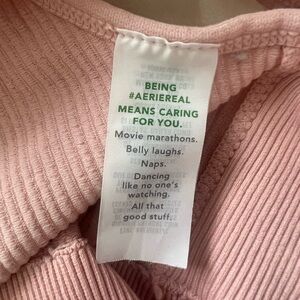 BEING
#AERIEREAL
MEANS CARING
FOR YOU.
Movie marathons.
Belly laughs.
Naps.
Dancing
like no one's
watching.
All that
good stuff.